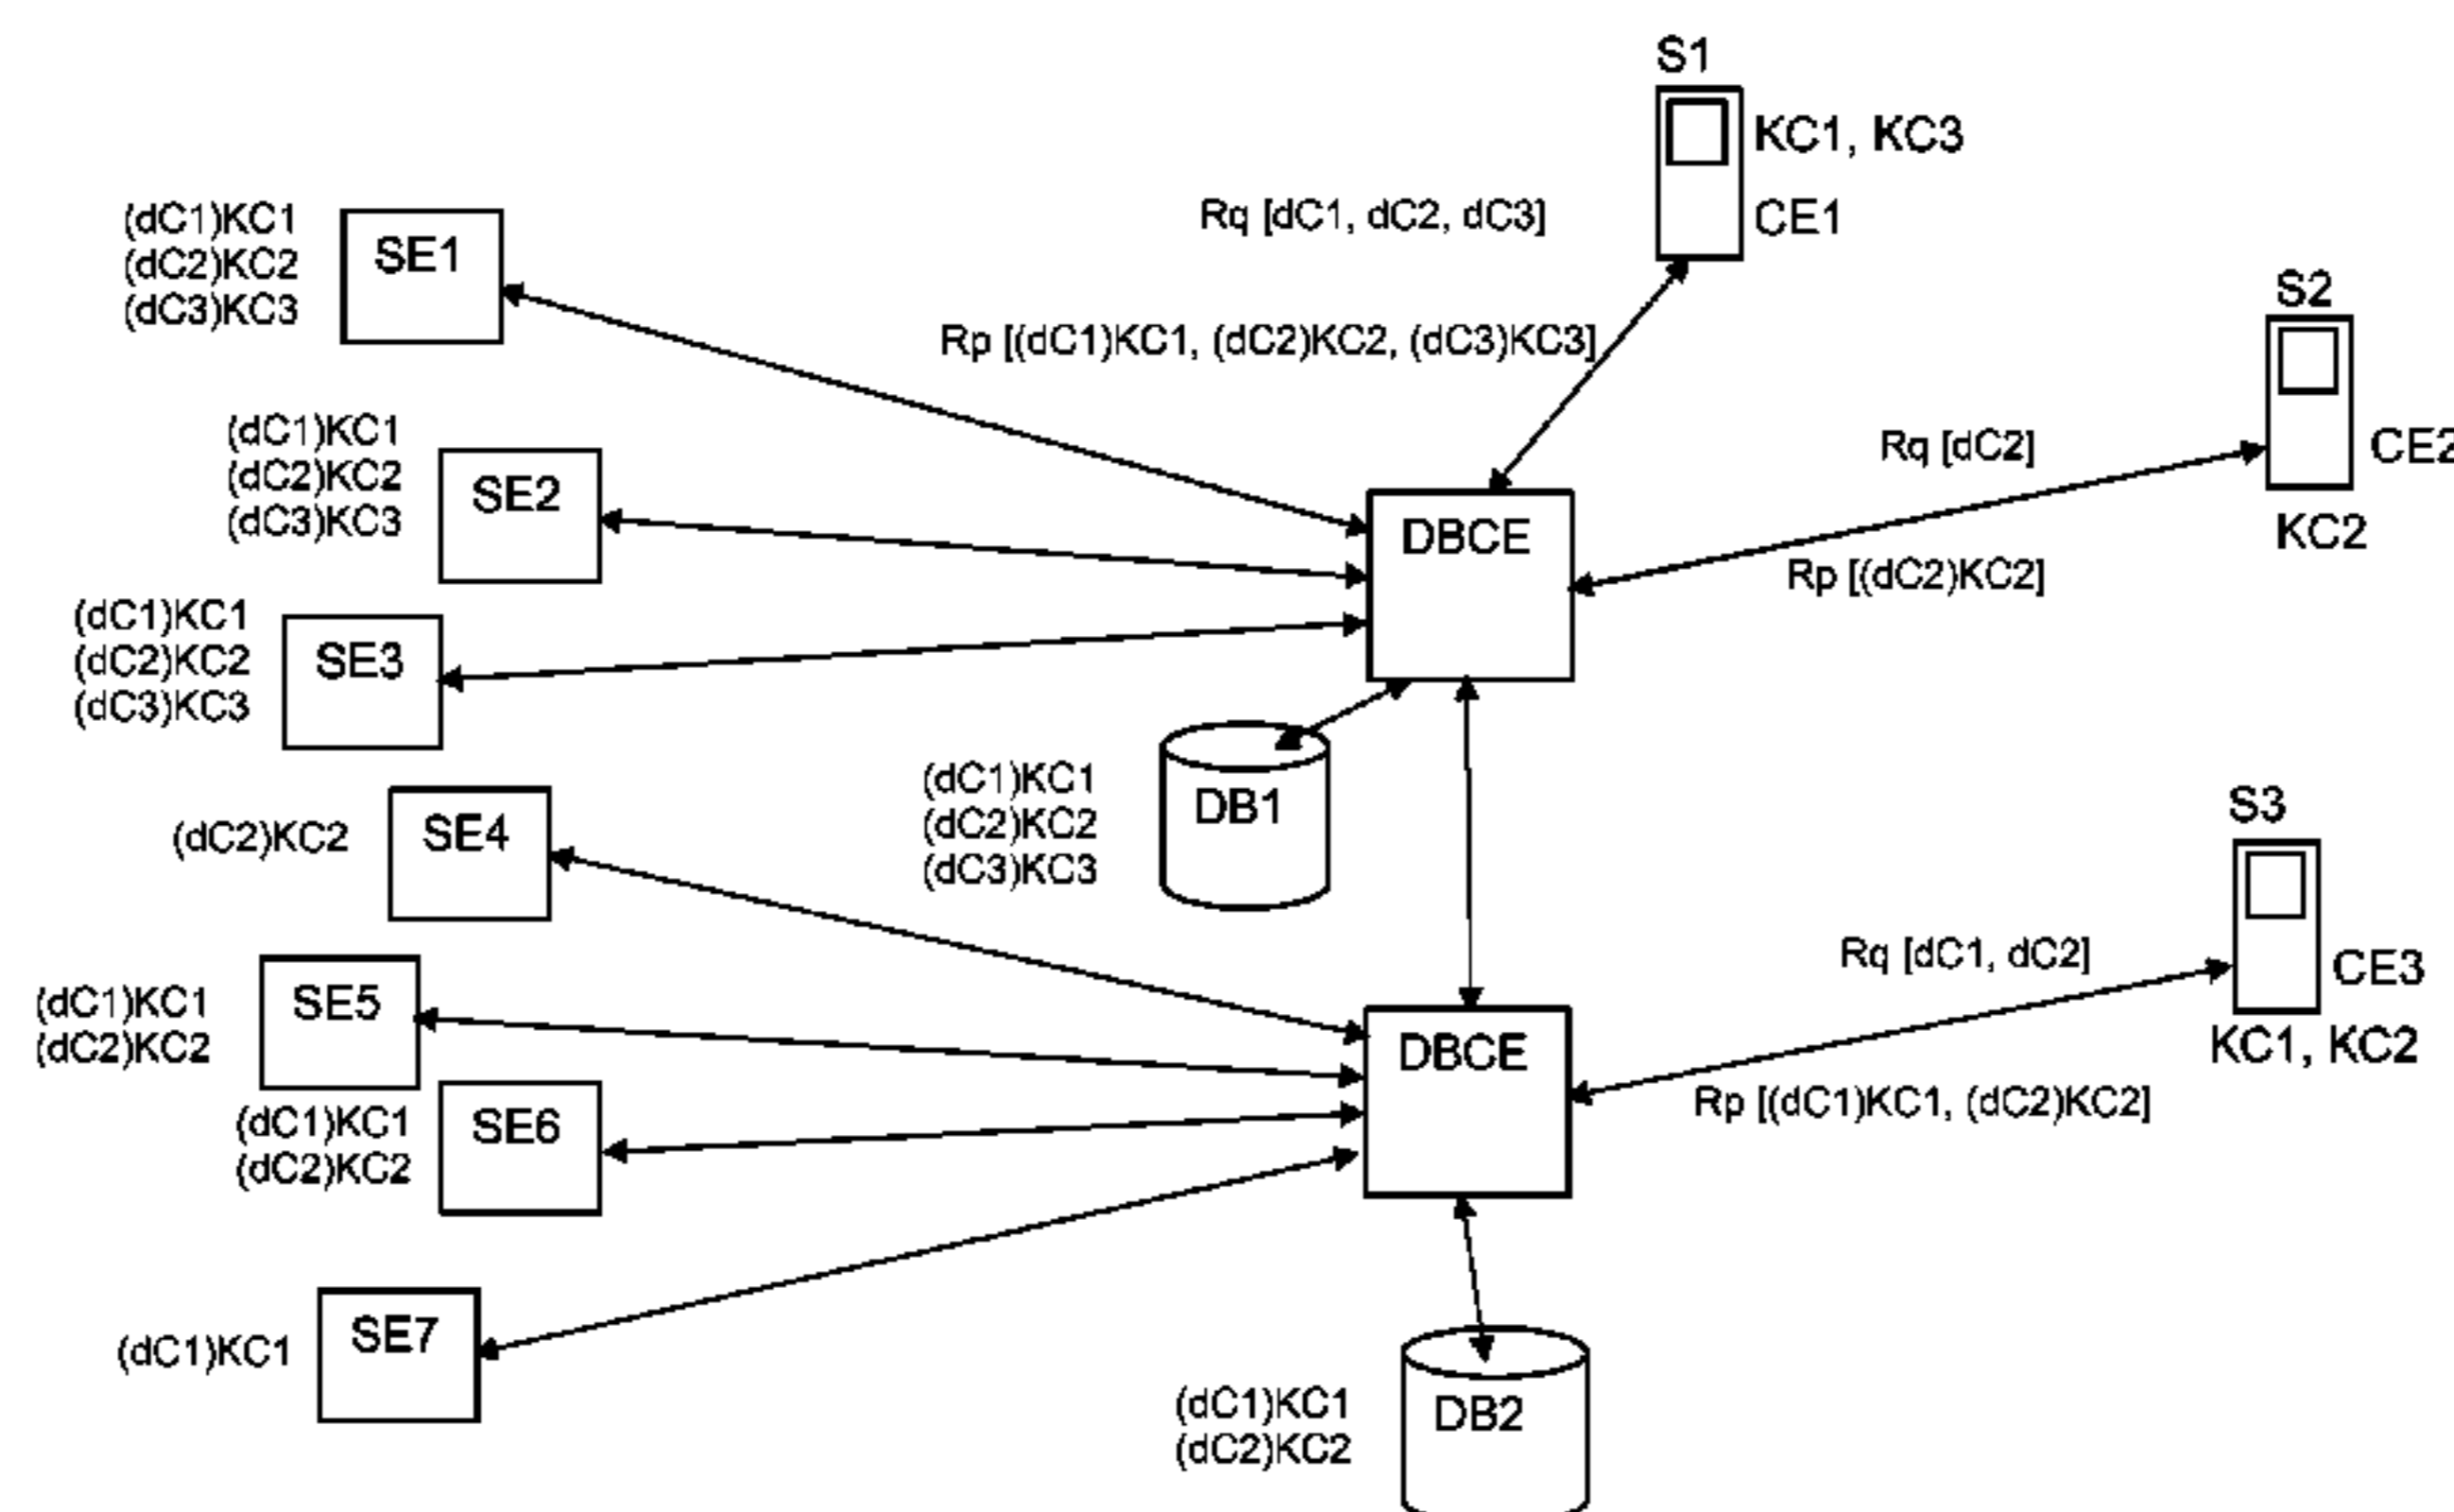 S1
KC1, KC3
CE1
Rq [dC1, dC2, dC3]
(dC1)KC1
(dC2)KC2
(dC3)KC3
SE1
S2
Rp [(dC1)KC1, (dC2)KC2, (dC3)KC3]
(dC1)KC1
(dC2)KC2
(dC3)KC3
SE2
Rq [dC2]
CE2
DBCE
KC2
Rp [(dC2)KC2]
(dC1)KC1
(dC2)KC2
(dC3)KC3
SE3
(dC1)KC1
(dC2)KC2
(dC3)KC3
DB1
S3
(dC2)KC2
SE4
Rq [dC1, dC2]
CE3
(dC1)KC1
(dC2)KC2
SE5
DBCE
KC1, KC2
Rp [(dC1)KC1, (dC2)KC2]
(dC1)KC1
(dC2)KC2
SE6
(dC1)KC1
SE7
(dC1)KC1
(dC2)KC2
DB2